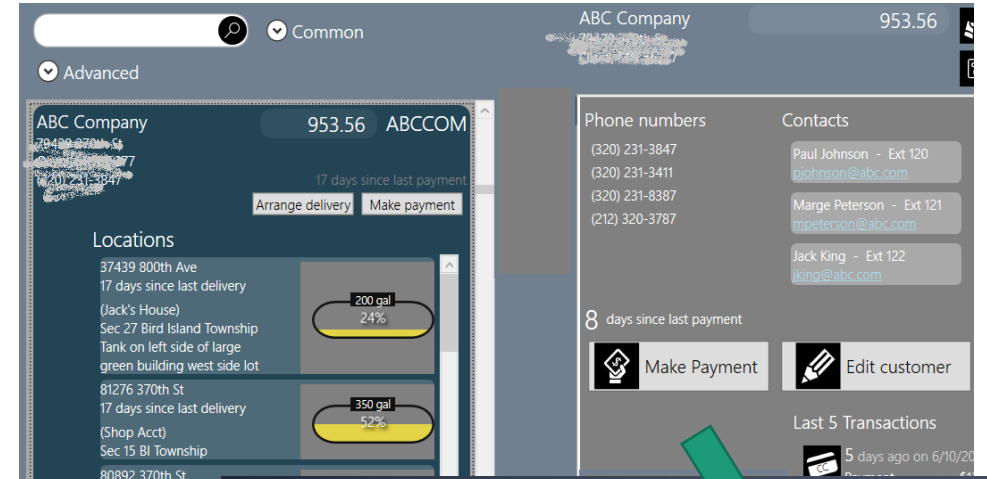 Common
Advanced
ABC Company
953.56
ABC Company
953.56 ABCCOM
17 days since last payment
Arrange delivery
Make payment
Locations
37439 800th Ave
17 days since last delivery
(Jack's House)
Sec 27 Bird Island Township
Tank on left side of large
green building west side lot
200 gal
24%
81276 370th St
17 days since last delivery
(Shop Acct)
Sec 15 BI Township
350 gal
52%
80892 370th St
Phone numbers
(320) 231-3847
(320) 231-3411
(320) 231-8387
(212) 320-3787
Contacts
Paul Johnson - Ext 120
pjohnson@abc.com
Marge Peterson - Ext 121
mpeterson@abc.com
Jack King - Ext 122
jking@abc.com
8 days since last payment
Make Payment
Edit customer
Last 5 Transactions
CC
5 days ago on 6/10/20
Payment